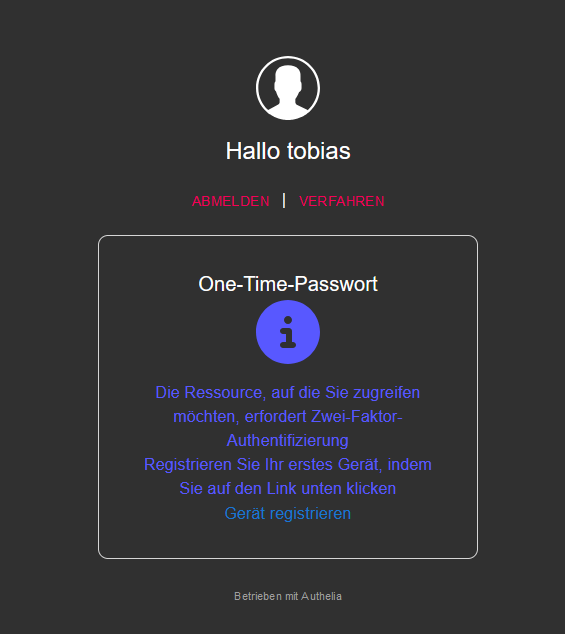 Hallo tobias
ABMELDEN | VERFAHREN
One-Time-Passwort
Die Ressource, auf die Sie zugreifen
möchten, erfordert Zwei-Faktor-
Authentifizierung
Registrieren Sie Ihr erstes Gerät, indem
Sie auf den Link unten klicken
Gerät registrieren
Betrieben mit Authelia